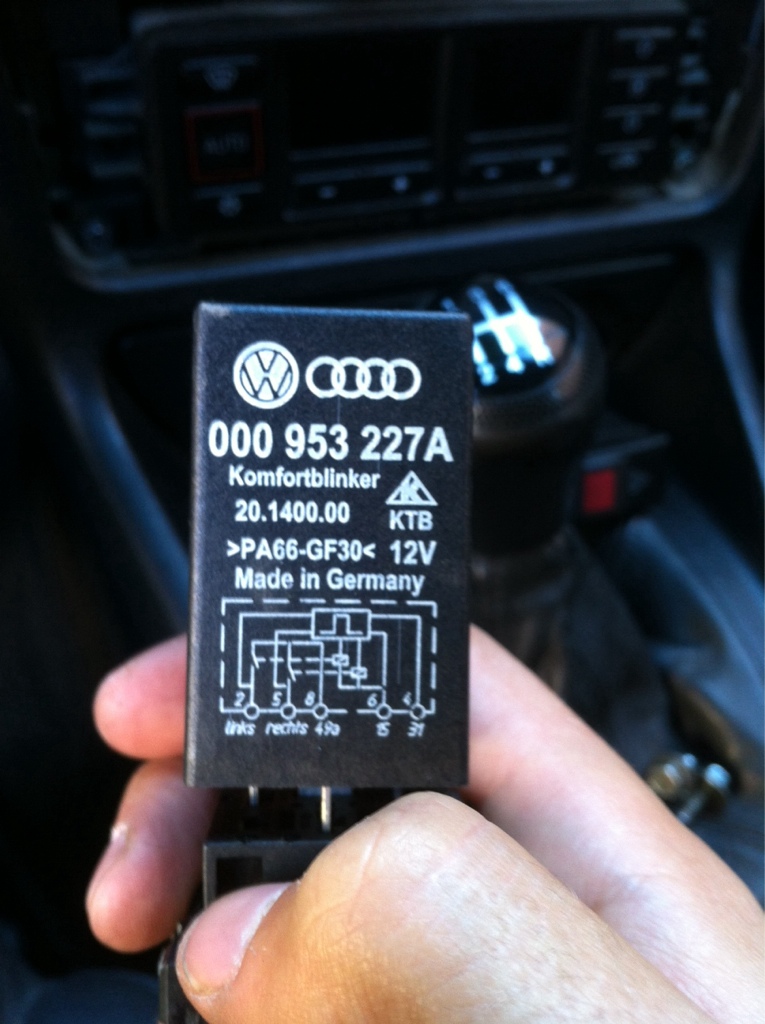 AUTO
000 953 227A
Komfortblinker
20.1400.00
KTB
>PA66-GF30< 12V
Made in Germany
2 5 8 6 4
links rechts 49a 15 31